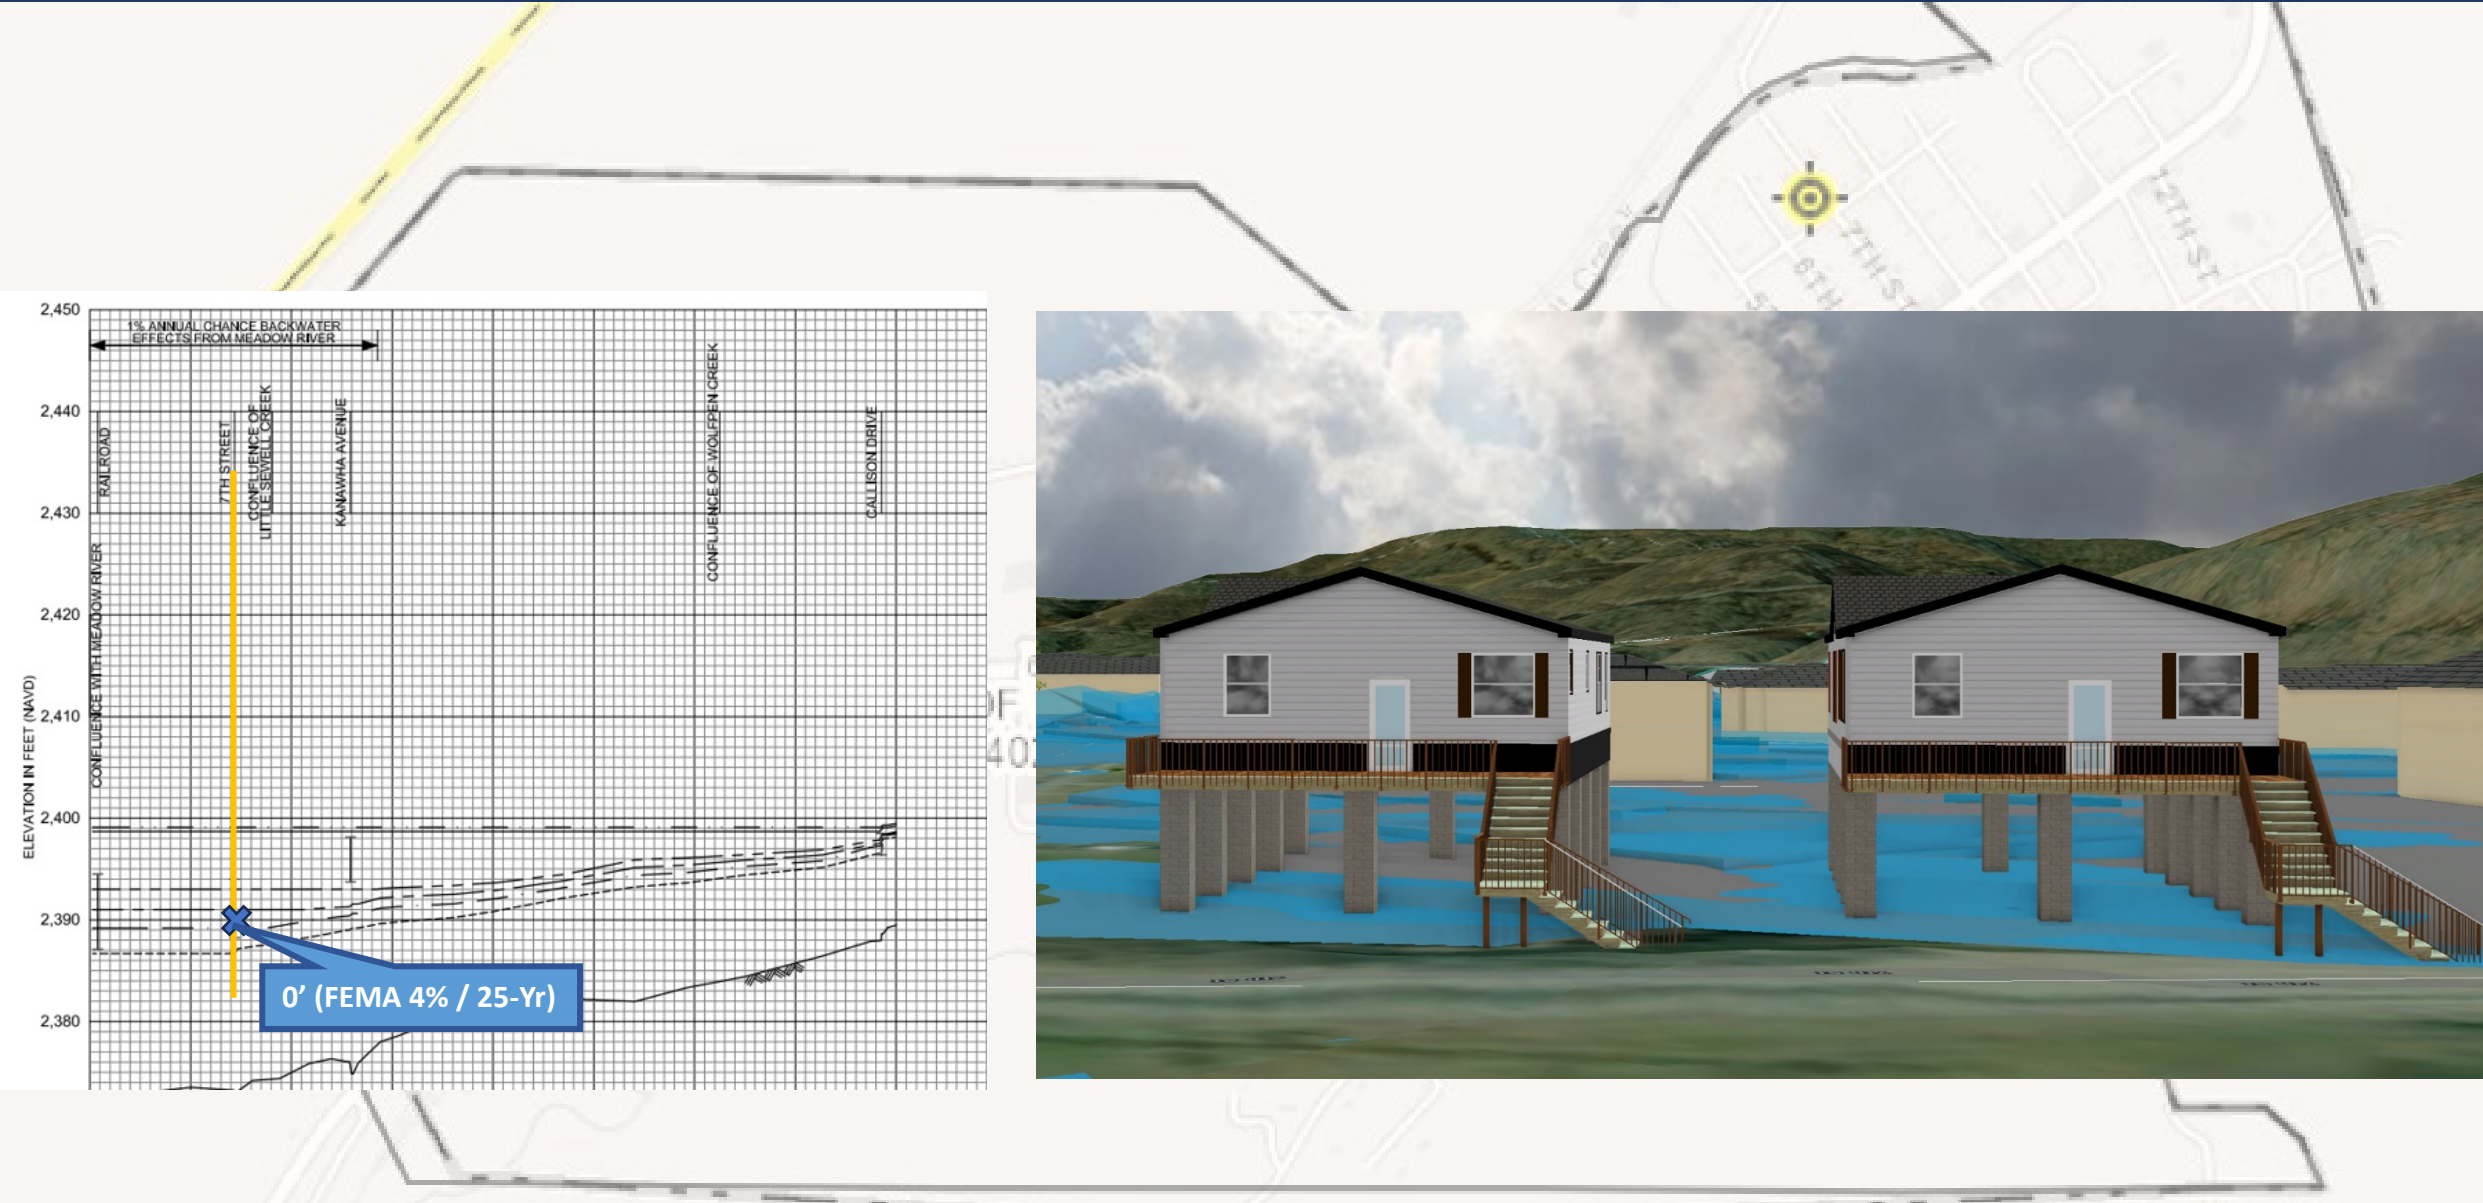 7TH ST
6TH
12TH ST
2,450
2,440
2,430
2,420
2,410
2,400
2,390
2,380
ELEVATION IN FEET (NAVD)
1% ANNUAL CHANCE BACKWATER
EFFECTS FROM MEADOW RIVER
CONFLUENCE WITH MEADOW RIVER
RAILROAD
7TH STREET
CONFLUENCE OF
LITTLE SEWELL CREEK
KANAWHA AVENUE
CONFLUENCE OF WOLFPEN CREEK
CALLISON DRIVE
0' (FEMA 4% / 25-Yr)